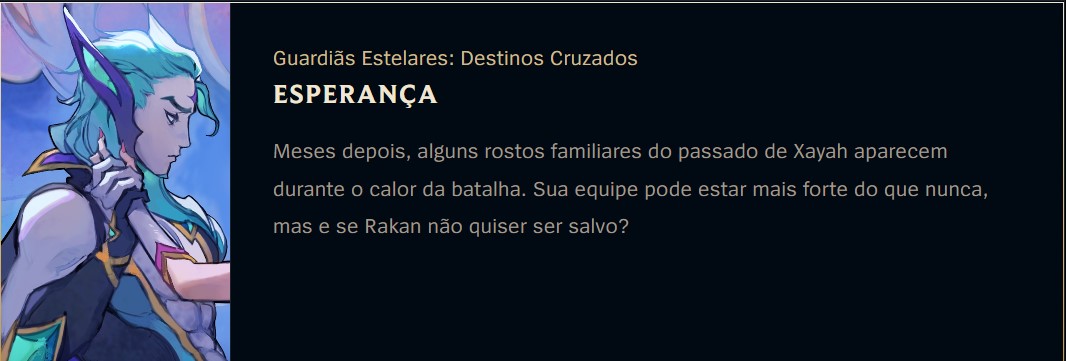 Guardiãs Estelares: Destinos Cruzados
ESPERANÇA
Meses depois, alguns rostos familiares do passado de Xayah aparecem
durante o calor da batalha. Sua equipe pode estar mais forte do que nunca,
mas e se Rakan não quiser ser salvo?